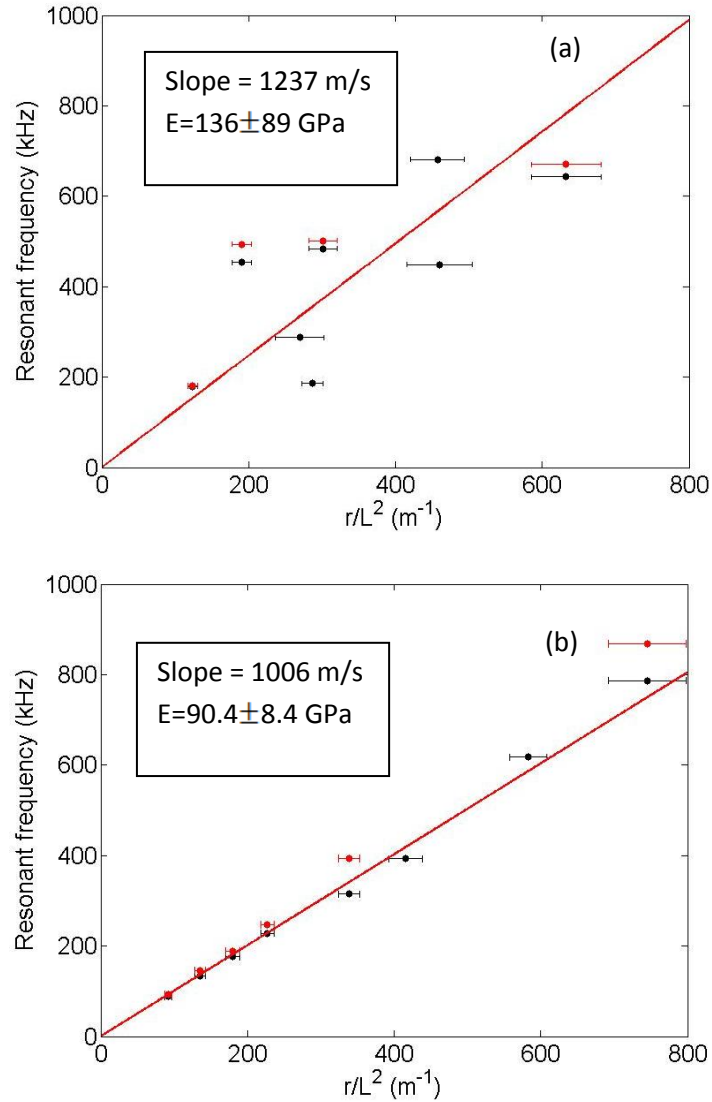 (a)
Slope = 1237 m/s
E=136±89 GPa
Resonant frequency (kHz)
1000
800
600
400
200
0
0 200 400 600 800
r/L² (m⁻¹)
(b)
Slope = 1006 m/s
E=90.4±8.4 GPa
Resonant frequency (kHz)
1000
800
600
400
200
0
0 200 400 600 800
r/L² (m⁻¹)